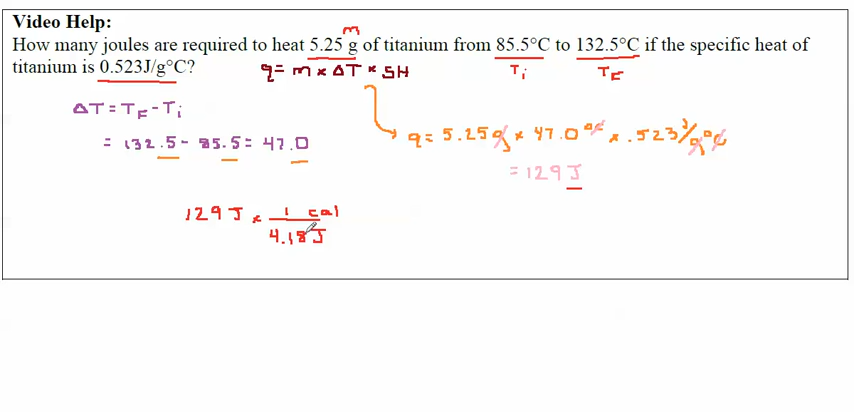 Video Help:
m
How many joules are required to heat 5.25 g of titanium from 85.5°C to 132.5°C if the specific heat of
titanium is 0.523J/g°C?
q = m × ΔT × SH
Ti
TF
ΔT = TF - Ti
= 132.5 - 85.5 = 47.0
q = 5.25g × 47.0 °C × .523 J/g°C
= 129 J
129 J × 1 cal
4.18 J